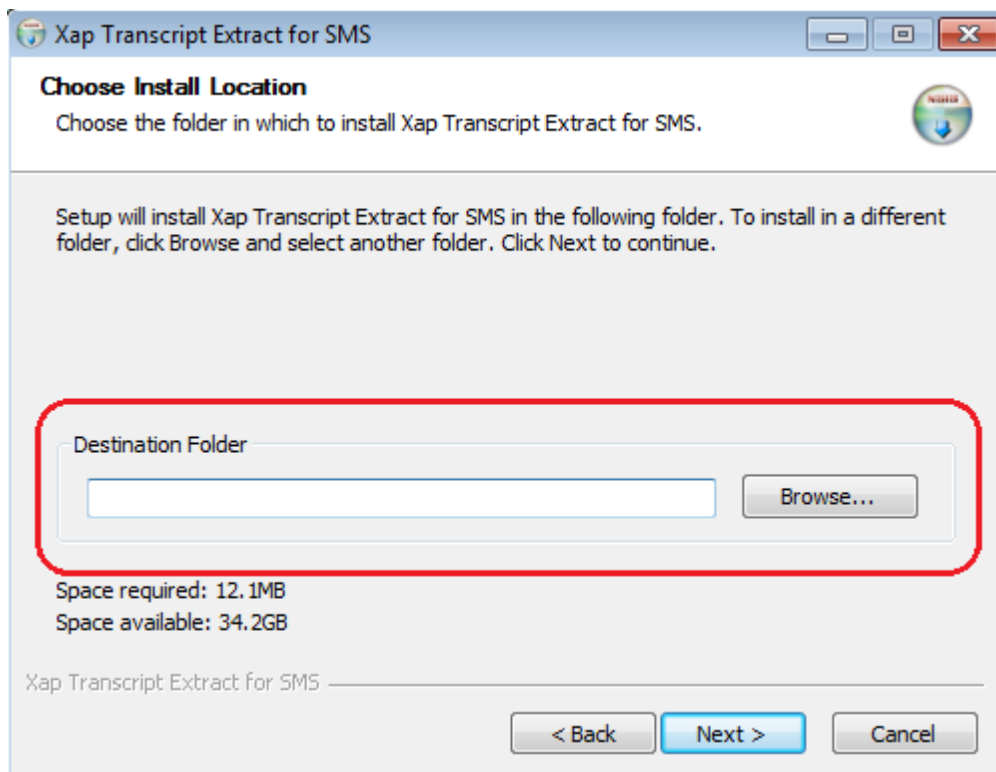 Xap Transcript Extract for SMS
Choose Install Location
Choose the folder in which to install Xap Transcript Extract for SMS.
Setup will install Xap Transcript Extract for SMS in the following folder. To install in a different
folder, click Browse and select another folder. Click Next to continue.
Destination Folder
Browse...
Space required: 12.1MB
Space available: 34.2GB
Xap Transcript Extract for SMS
< Back
Next >
Cancel